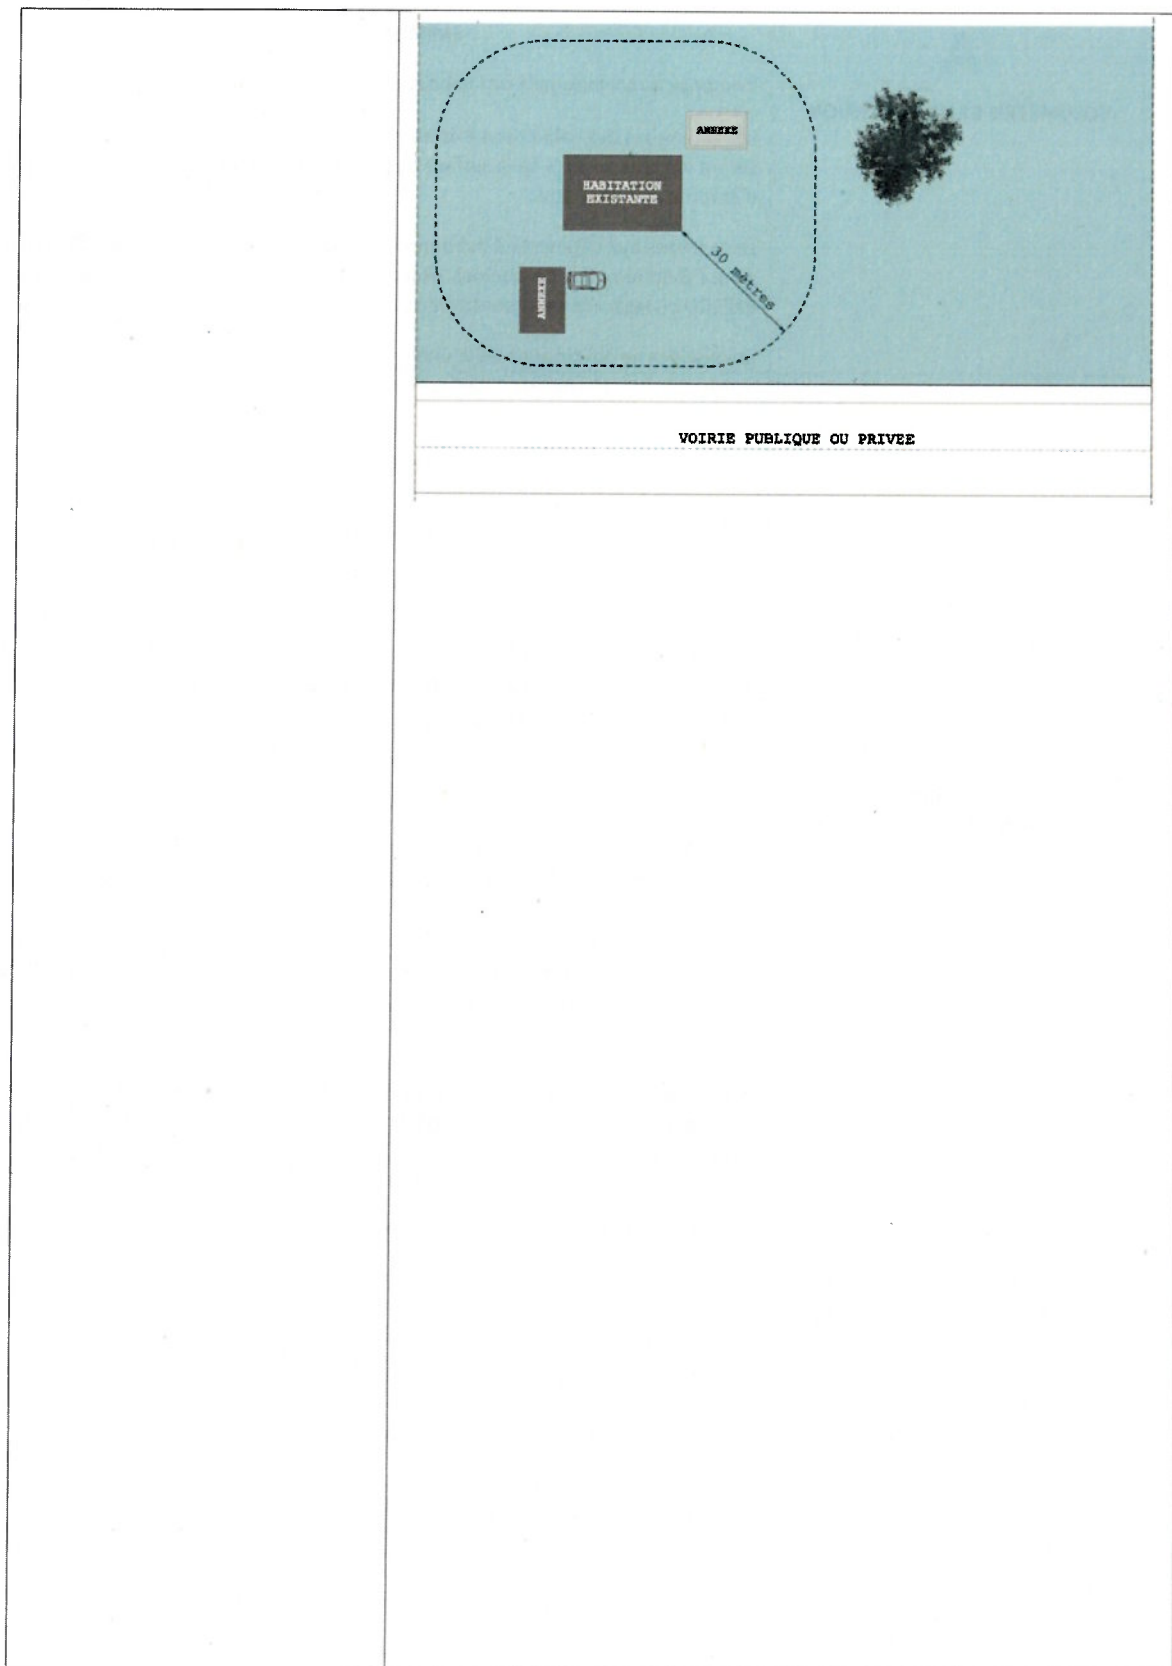 ANNEXE
HABITATION
EXISTANTE
30 mètres
ANNEXE
VOIRIE PUBLIQUE OU PRIVEE